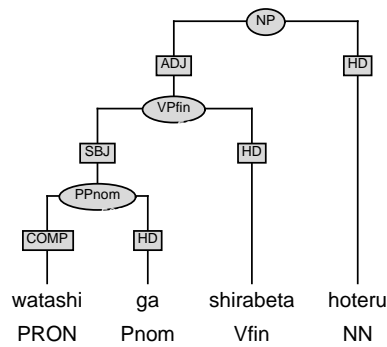 NP
ADJ HD
VPfin
SBJ HD
PPnom
COMP HD
watashi ga shirabeta hoteru
PRON Pnom Vfin NN